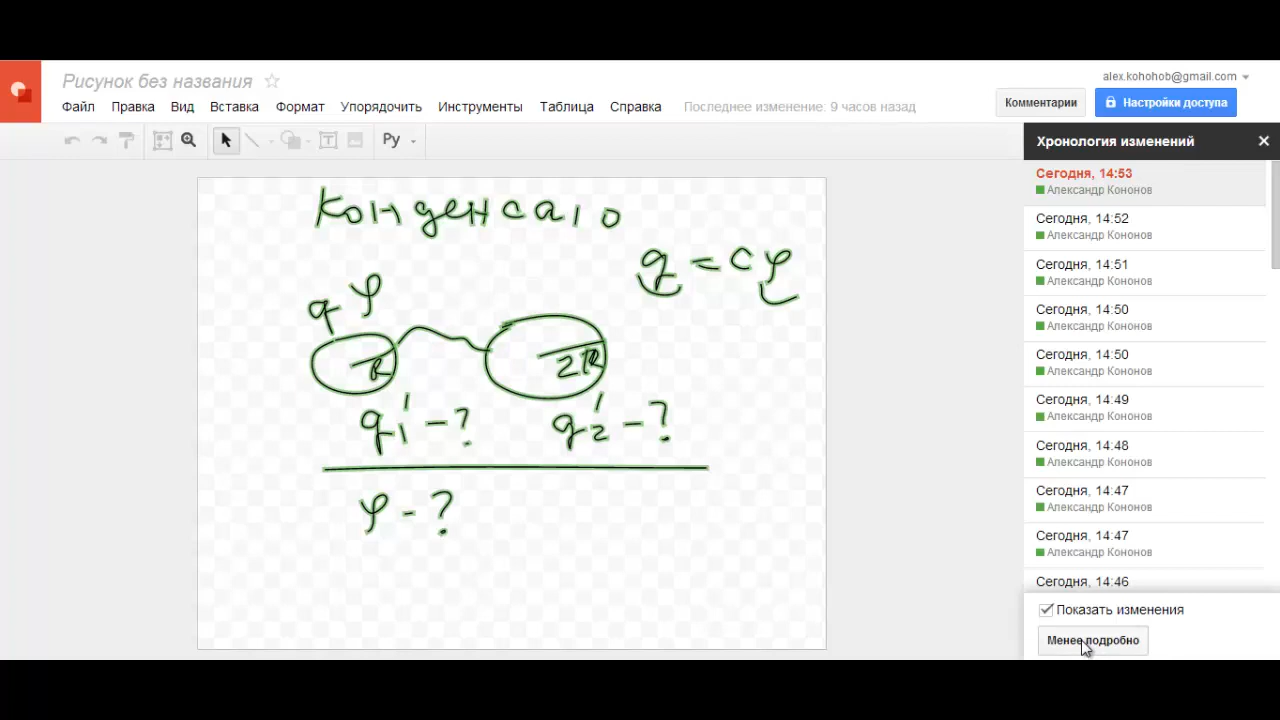 Рисунок без названия
alex.kohohob@gmail.com
Файл Правка Вид Вставка Формат Упорядочить Инструменты Таблица Справка Последнее изменение: 9 часов назад
Комментарии Настройки доступа
Ру
Хронология изменений
Сегодня, 14:53
Александр Кононов
Сегодня, 14:52
Александр Кононов
Сегодня, 14:51
Александр Кононов
Сегодня, 14:50
Александр Кононов
Сегодня, 14:50
Александр Кононов
Сегодня, 14:49
Александр Кононов
Сегодня, 14:48
Александр Кононов
Сегодня, 14:47
Александр Кононов
Сегодня, 14:47
Александр Кононов
Сегодня, 14:46
Показать изменения
Менее подробно
q = cφ
q φ
R 2R
q₁' - ? q₂' - ?
φ - ?